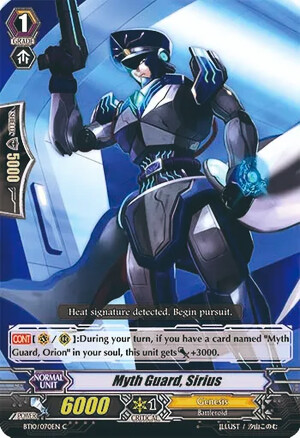 1
GRADE
SHIELD
5000
Heat signature detected. Begin pursuit.
CONT [ / ]:During your turn, if you have a card named "Myth
Guard, Orion" in your soul, this unit gets +3000.
NORMAL
UNIT
Myth Guard, Sirius
Genesis
Battleroid
POWER
6000
1
CRITICAL
BT10/070EN C
ILLUST